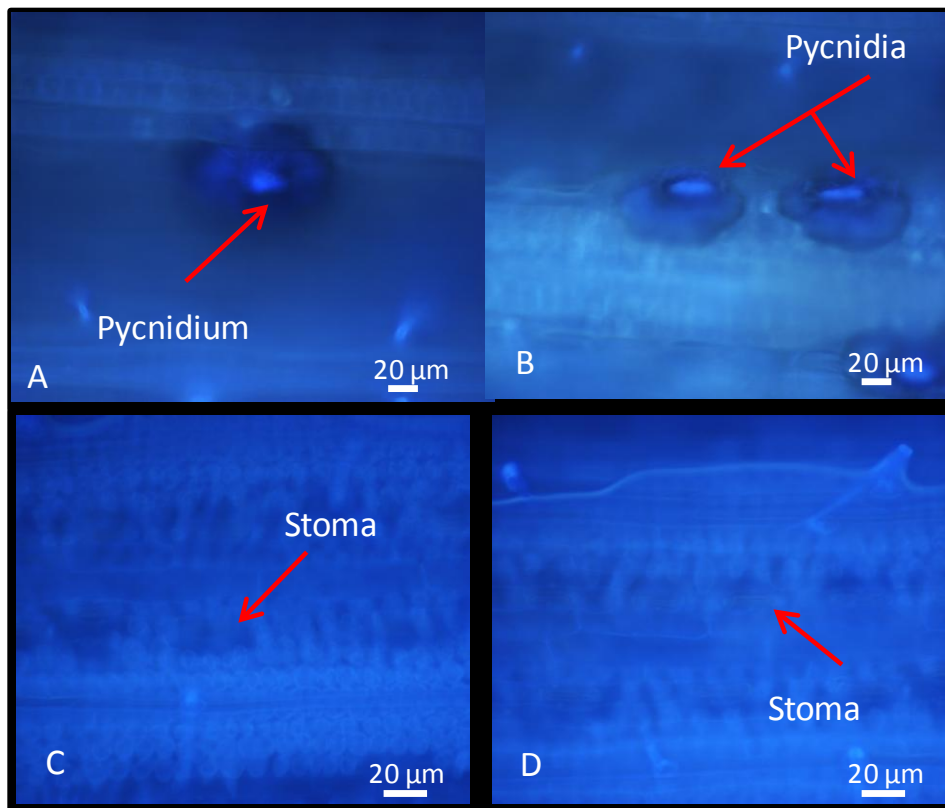 Pycnidium
A
20 µm
Pycnidia
B
20 µm
Stoma
C
20 µm
Stoma
D
20 µm